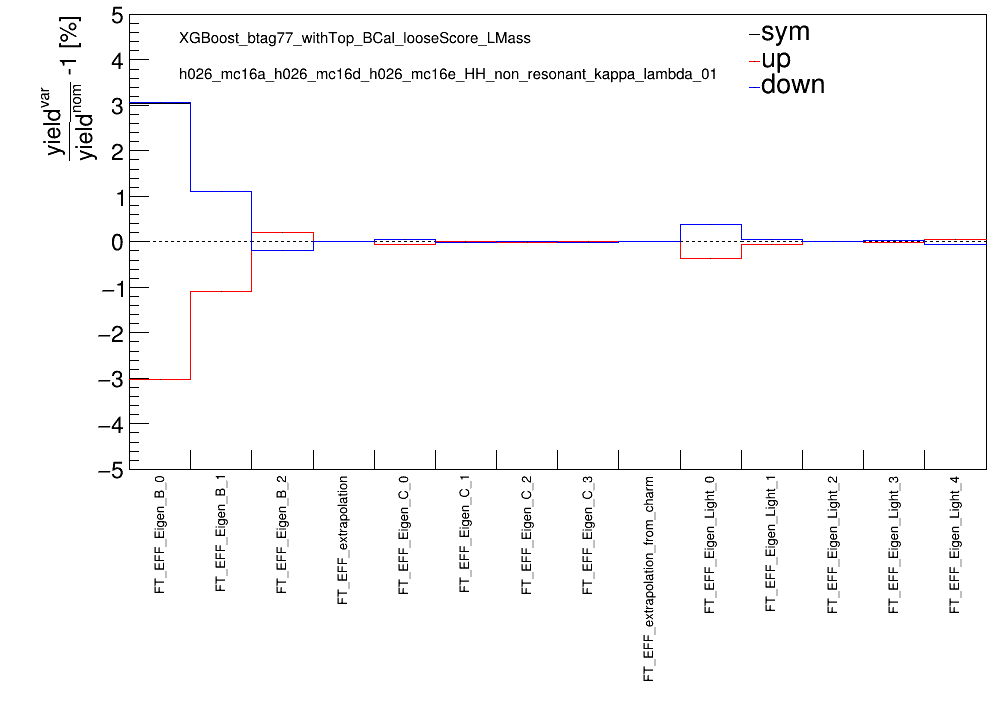 yield^var / yield^nom -1 [%]
XGBoost_btag77_withTop_BCal_looseScore_LMass
h026_mc16a_h026_mc16d_h026_mc16e_HH_non_resonant_kappa_lambda_01
sym
up
down
5
4
3
2
1
0
−1
−2
−3
−4
−5
FT_EFF_Eigen_B_0
FT_EFF_Eigen_B_1
FT_EFF_Eigen_B_2
FT_EFF_extrapolation
FT_EFF_Eigen_C_0
FT_EFF_Eigen_C_1
FT_EFF_Eigen_C_2
FT_EFF_Eigen_C_3
FT_EFF_extrapolation_from_charm
FT_EFF_Eigen_Light_0
FT_EFF_Eigen_Light_1
FT_EFF_Eigen_Light_2
FT_EFF_Eigen_Light_3
FT_EFF_Eigen_Light_4